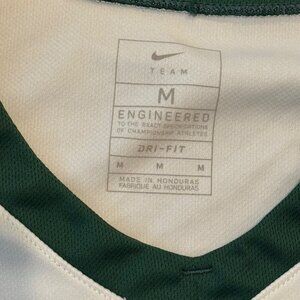 TEAM
M
ENGINEERED
TO THE EXACT SPECIFICATIONS
OF CHAMPIONSHIP ATHLETES
DRI-FIT
M M M
MADE IN HONDURAS
FABRIQUÉ AU HONDURAS